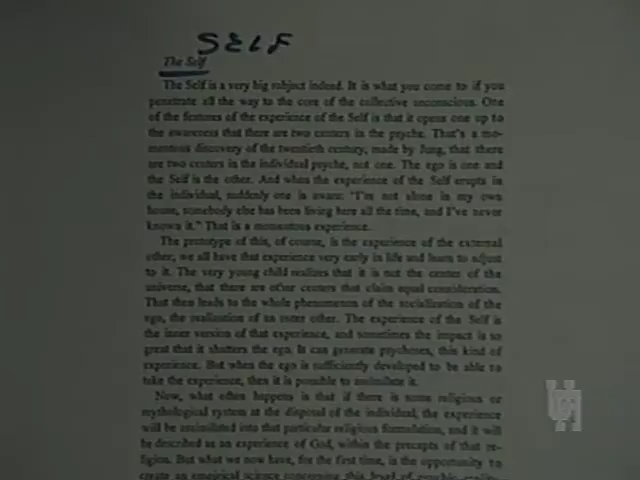 SELF
The Self
The Self is a very big subject indeed. It is what you come to if you
penetrate all the way to the core of the collective unconscious. One
of the features of the experience of the Self is that it opens one up to
the awareness that there are two centers in the psyche. That's a mo-
mentous discovery of the twentieth century, made by Jung, that there
are two centers in the individual psyche, not one. The ego is one and
the Self is the other. And when the experience of the Self erupts in
the individual, suddenly one is aware: "I'm not alone in my own
house, somebody else has been living here all the time, and I've never
known it." That is a momentous experience.
The prototype of this, of course, is the experience of the external
other, we all have that experience very early in life and learn to adjust
to it. The very young child realizes that it is not the center of the
universe, that there are other centers that claim equal consideration.
That then leads to the whole phenomenon of the socialization of the
ego, the realization of an outer other. The experience of the Self is
the inner version of that experience, and sometimes the impact is so
great that it shatters the ego. It can generate psychoses, this kind of
experience. But when the ego is sufficiently developed to be able to
take the experience, then it is possible to assimilate it.
Now, what often happens is that if there is some religious or
mythological system at the disposal of the individual, the experience
will be assimilated into that particular religious formulation, and it will
be described as an experience of God, within the precepts of that re-
ligion. But what we now have, for the first time, is the opportunity to
create an empirical science concerning this level of psychic